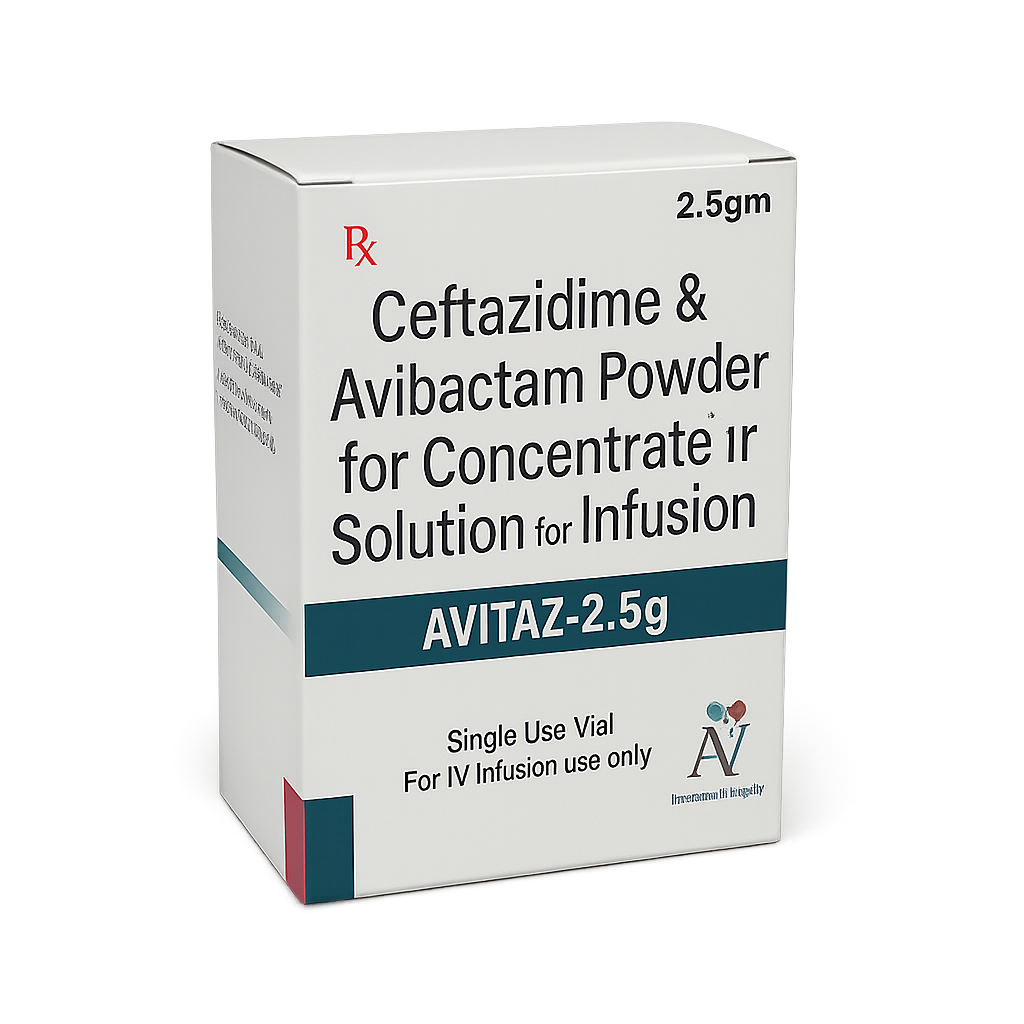 2.5gm
Rx
Ceftazidime &
Avibactam Powder
for Concentrate ır
Solution for Infusion
AVITAZ-2.5g
Single Use Vial
For IV Infusion use only
AV